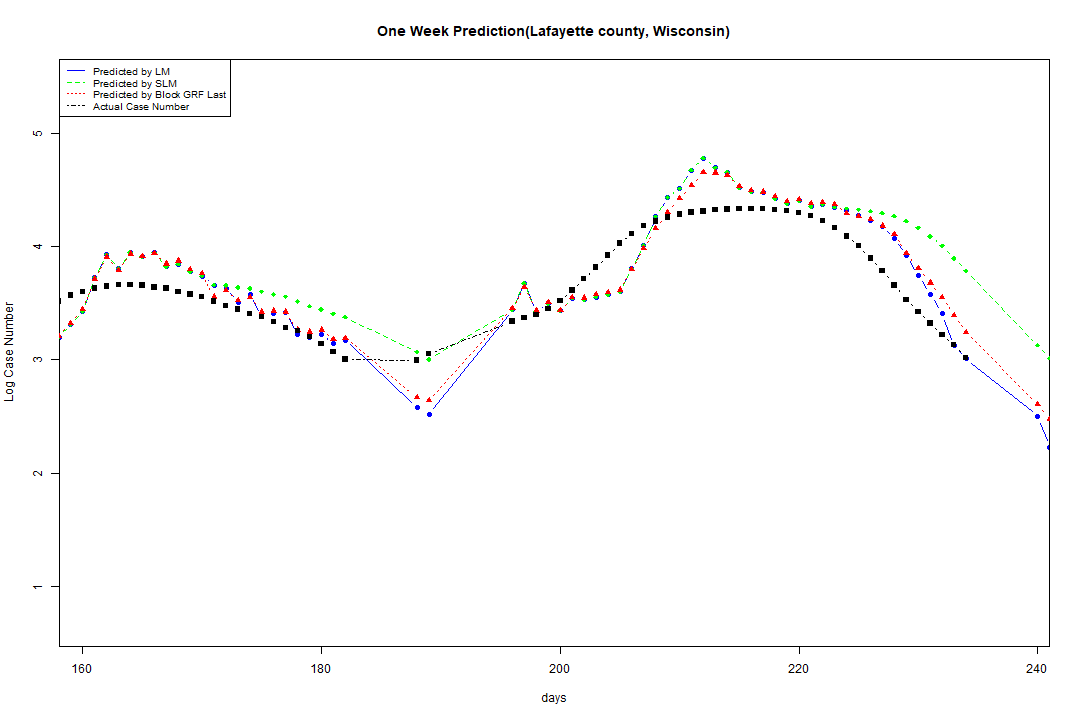 One Week Prediction(Lafayette county, Wisconsin)
Predicted by LM
Predicted by SLM
Predicted by Block GRF Last
Actual Case Number
5
4
3
2
1
Log Case Number
160 180 200 220 240
days